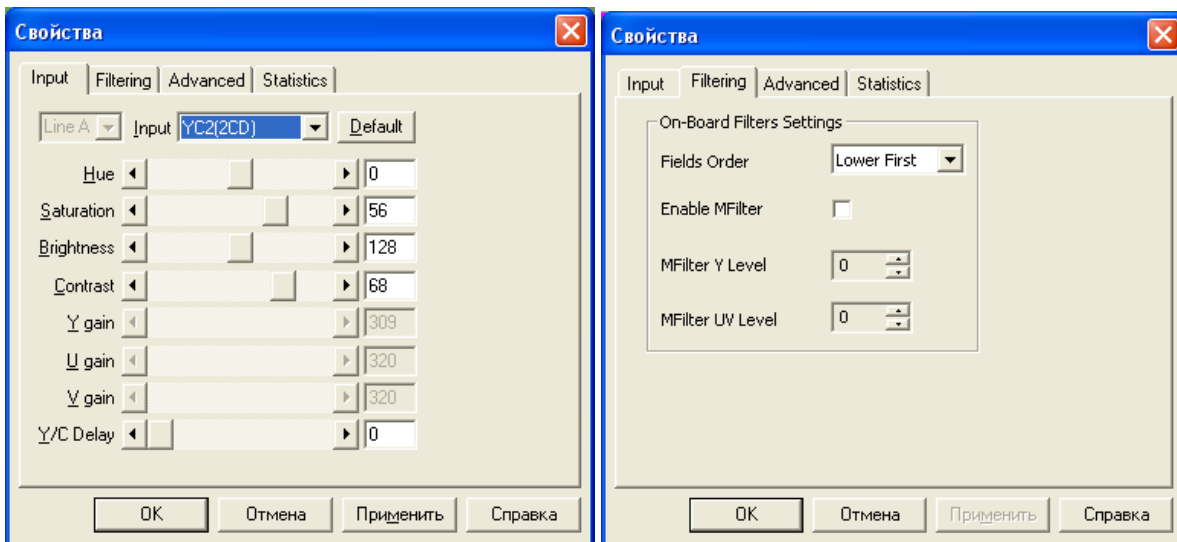 Свойства
Input Filtering Advanced Statistics
Line A Input YC2(2CD) Default
Hue 0
Saturation 56
Brightness 128
Contrast 68
Y gain 309
U gain 320
V gain 320
Y/C Delay 0
OK Отмена Применить Справка
Свойства
Input Filtering Advanced Statistics
On-Board Filters Settings
Fields Order Lower First
Enable MFilter
MFilter Y Level 0
MFilter UV Level 0
OK Отмена Применить Справка